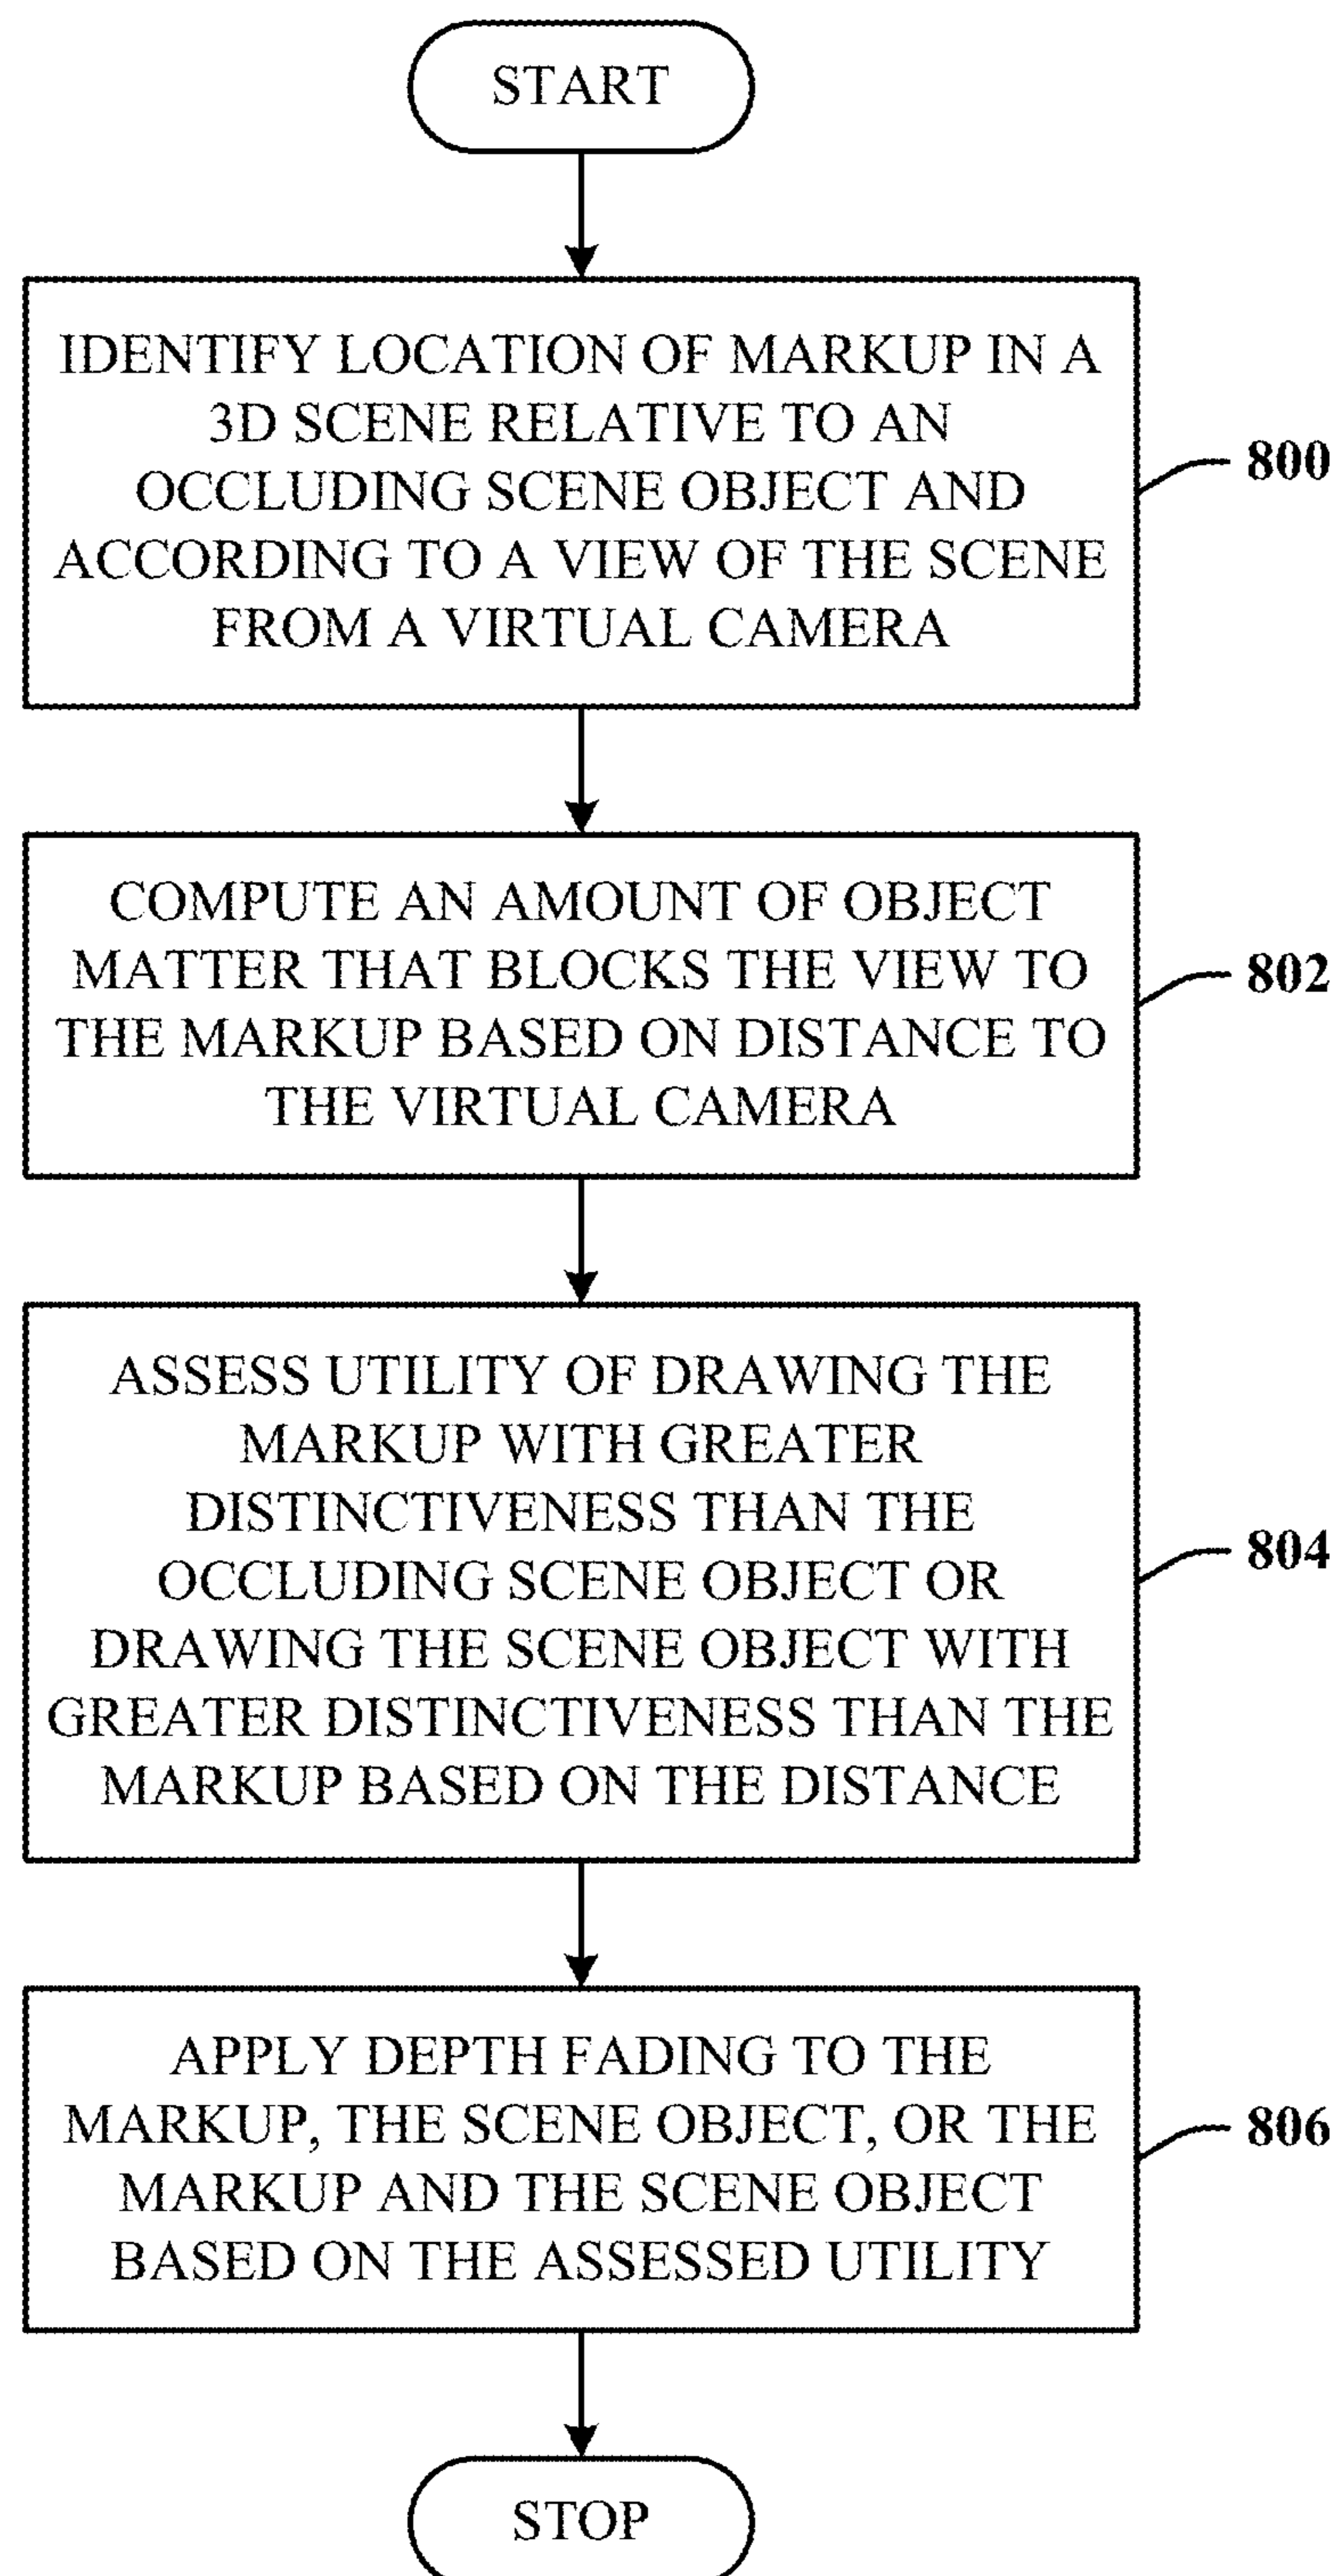 START
IDENTIFY LOCATION OF MARKUP IN A
3D SCENE RELATIVE TO AN
OCCLUDING SCENE OBJECT AND
ACCORDING TO A VIEW OF THE SCENE
FROM A VIRTUAL CAMERA
800
COMPUTE AN AMOUNT OF OBJECT
MATTER THAT BLOCKS THE VIEW TO
THE MARKUP BASED ON DISTANCE TO
THE VIRTUAL CAMERA
802
ASSESS UTILITY OF DRAWING THE
MARKUP WITH GREATER
DISTINCTIVENESS THAN THE
OCCLUDING SCENE OBJECT OR
DRAWING THE SCENE OBJECT WITH
GREATER DISTINCTIVENESS THAN THE
MARKUP BASED ON THE DISTANCE
804
APPLY DEPTH FADING TO THE
MARKUP, THE SCENE OBJECT, OR THE
MARKUP AND THE SCENE OBJECT
BASED ON THE ASSESSED UTILITY
806
STOP